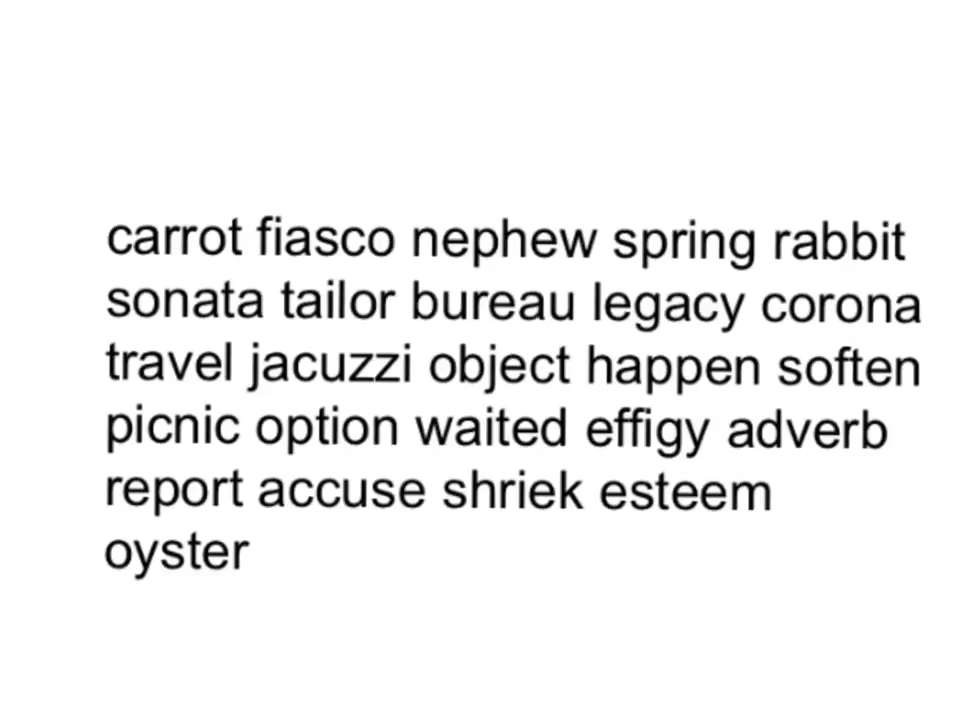 carrot fiasco nephew spring rabbit
sonata tailor bureau legacy corona
travel jacuzzi object happen soften
picnic option waited effigy adverb
report accuse shriek esteem
oyster